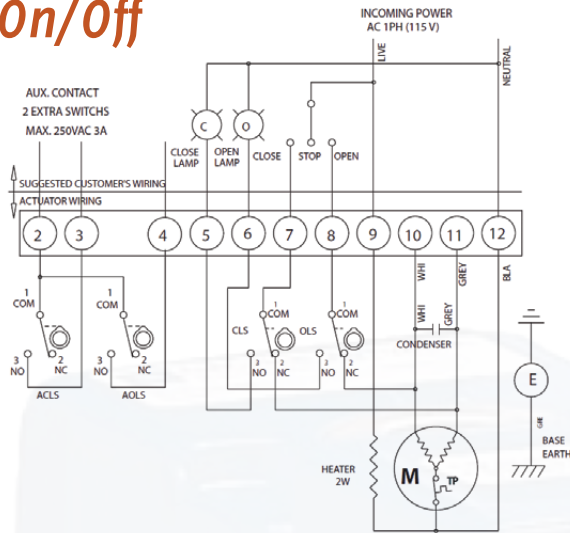 On/Off
INCOMING POWER
AC 1PH (115 V)
LIVE
NEUTRAL
AUX. CONTACT
2 EXTRA SWITCHS
MAX. 250VAC 3A
C
O
CLOSE
LAMP
OPEN
LAMP
CLOSE
STOP
OPEN
SUGGESTED CUSTOMER'S WIRING
ACTUATOR WIRING
2 3 4 5 6 7 8 9 10 11 12
WHI
GREY
BLA
1
COM
1
COM
1
COM
1
COM
WHI
GREY
CONDENSER
CLS
OLS
3
NO
2
NC
3
NO
2
NC
3
NO
2
NC
3
NO
2
NC
ACLS
AOLS
E
BASE
EARTH
HEATER
2W
M
TP